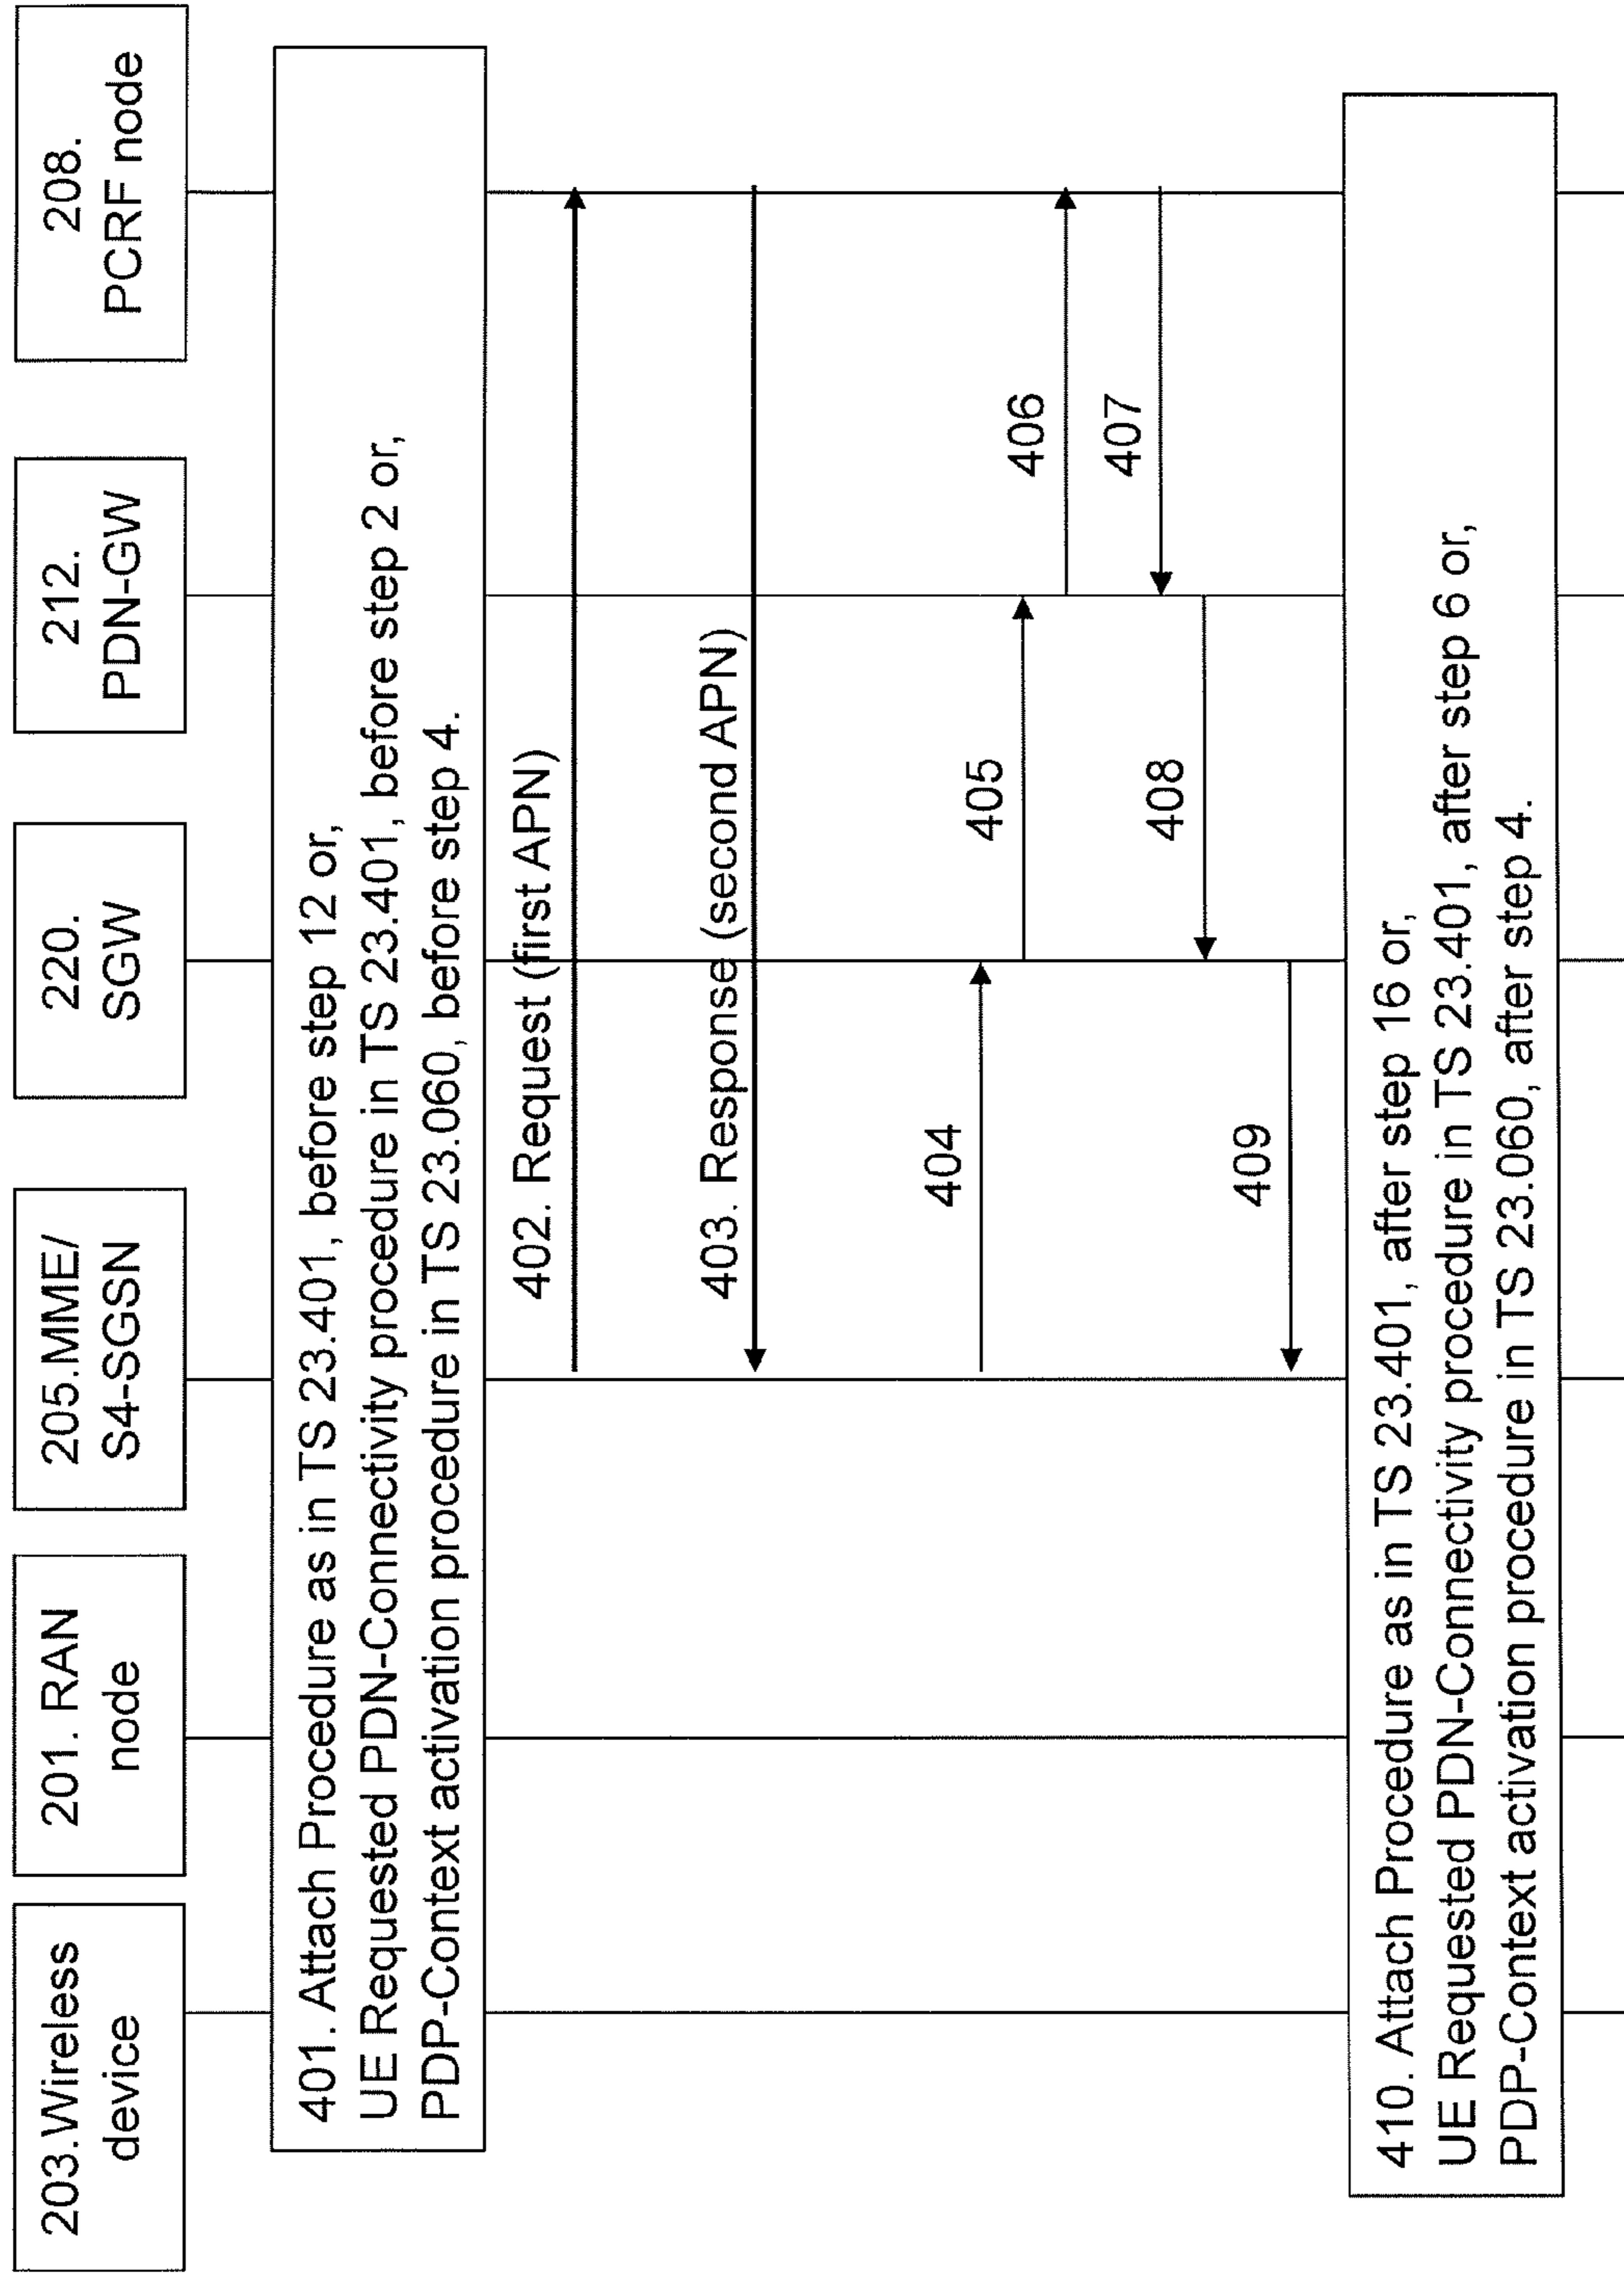 203.Wireless
device
201. RAN
node
205.MME/
S4-SGSN
220.
SGW
212.
PDN-GW
208.
PCRF node
401. Attach Procedure as in TS 23.401, before step 12 or,
UE Requested PDN-Connectivity procedure in TS 23.401, before step 2 or,
PDP-Context activation procedure in TS 23.060, before step 4.
402. Request (first APN)
403. Response (second APN)
404
405
406
407
408
409
410. Attach Procedure as in TS 23.401, after step 16 or,
UE Requested PDN-Connectivity procedure in TS 23.401, after step 6 or,
PDP-Context activation procedure in TS 23.060, after step 4.